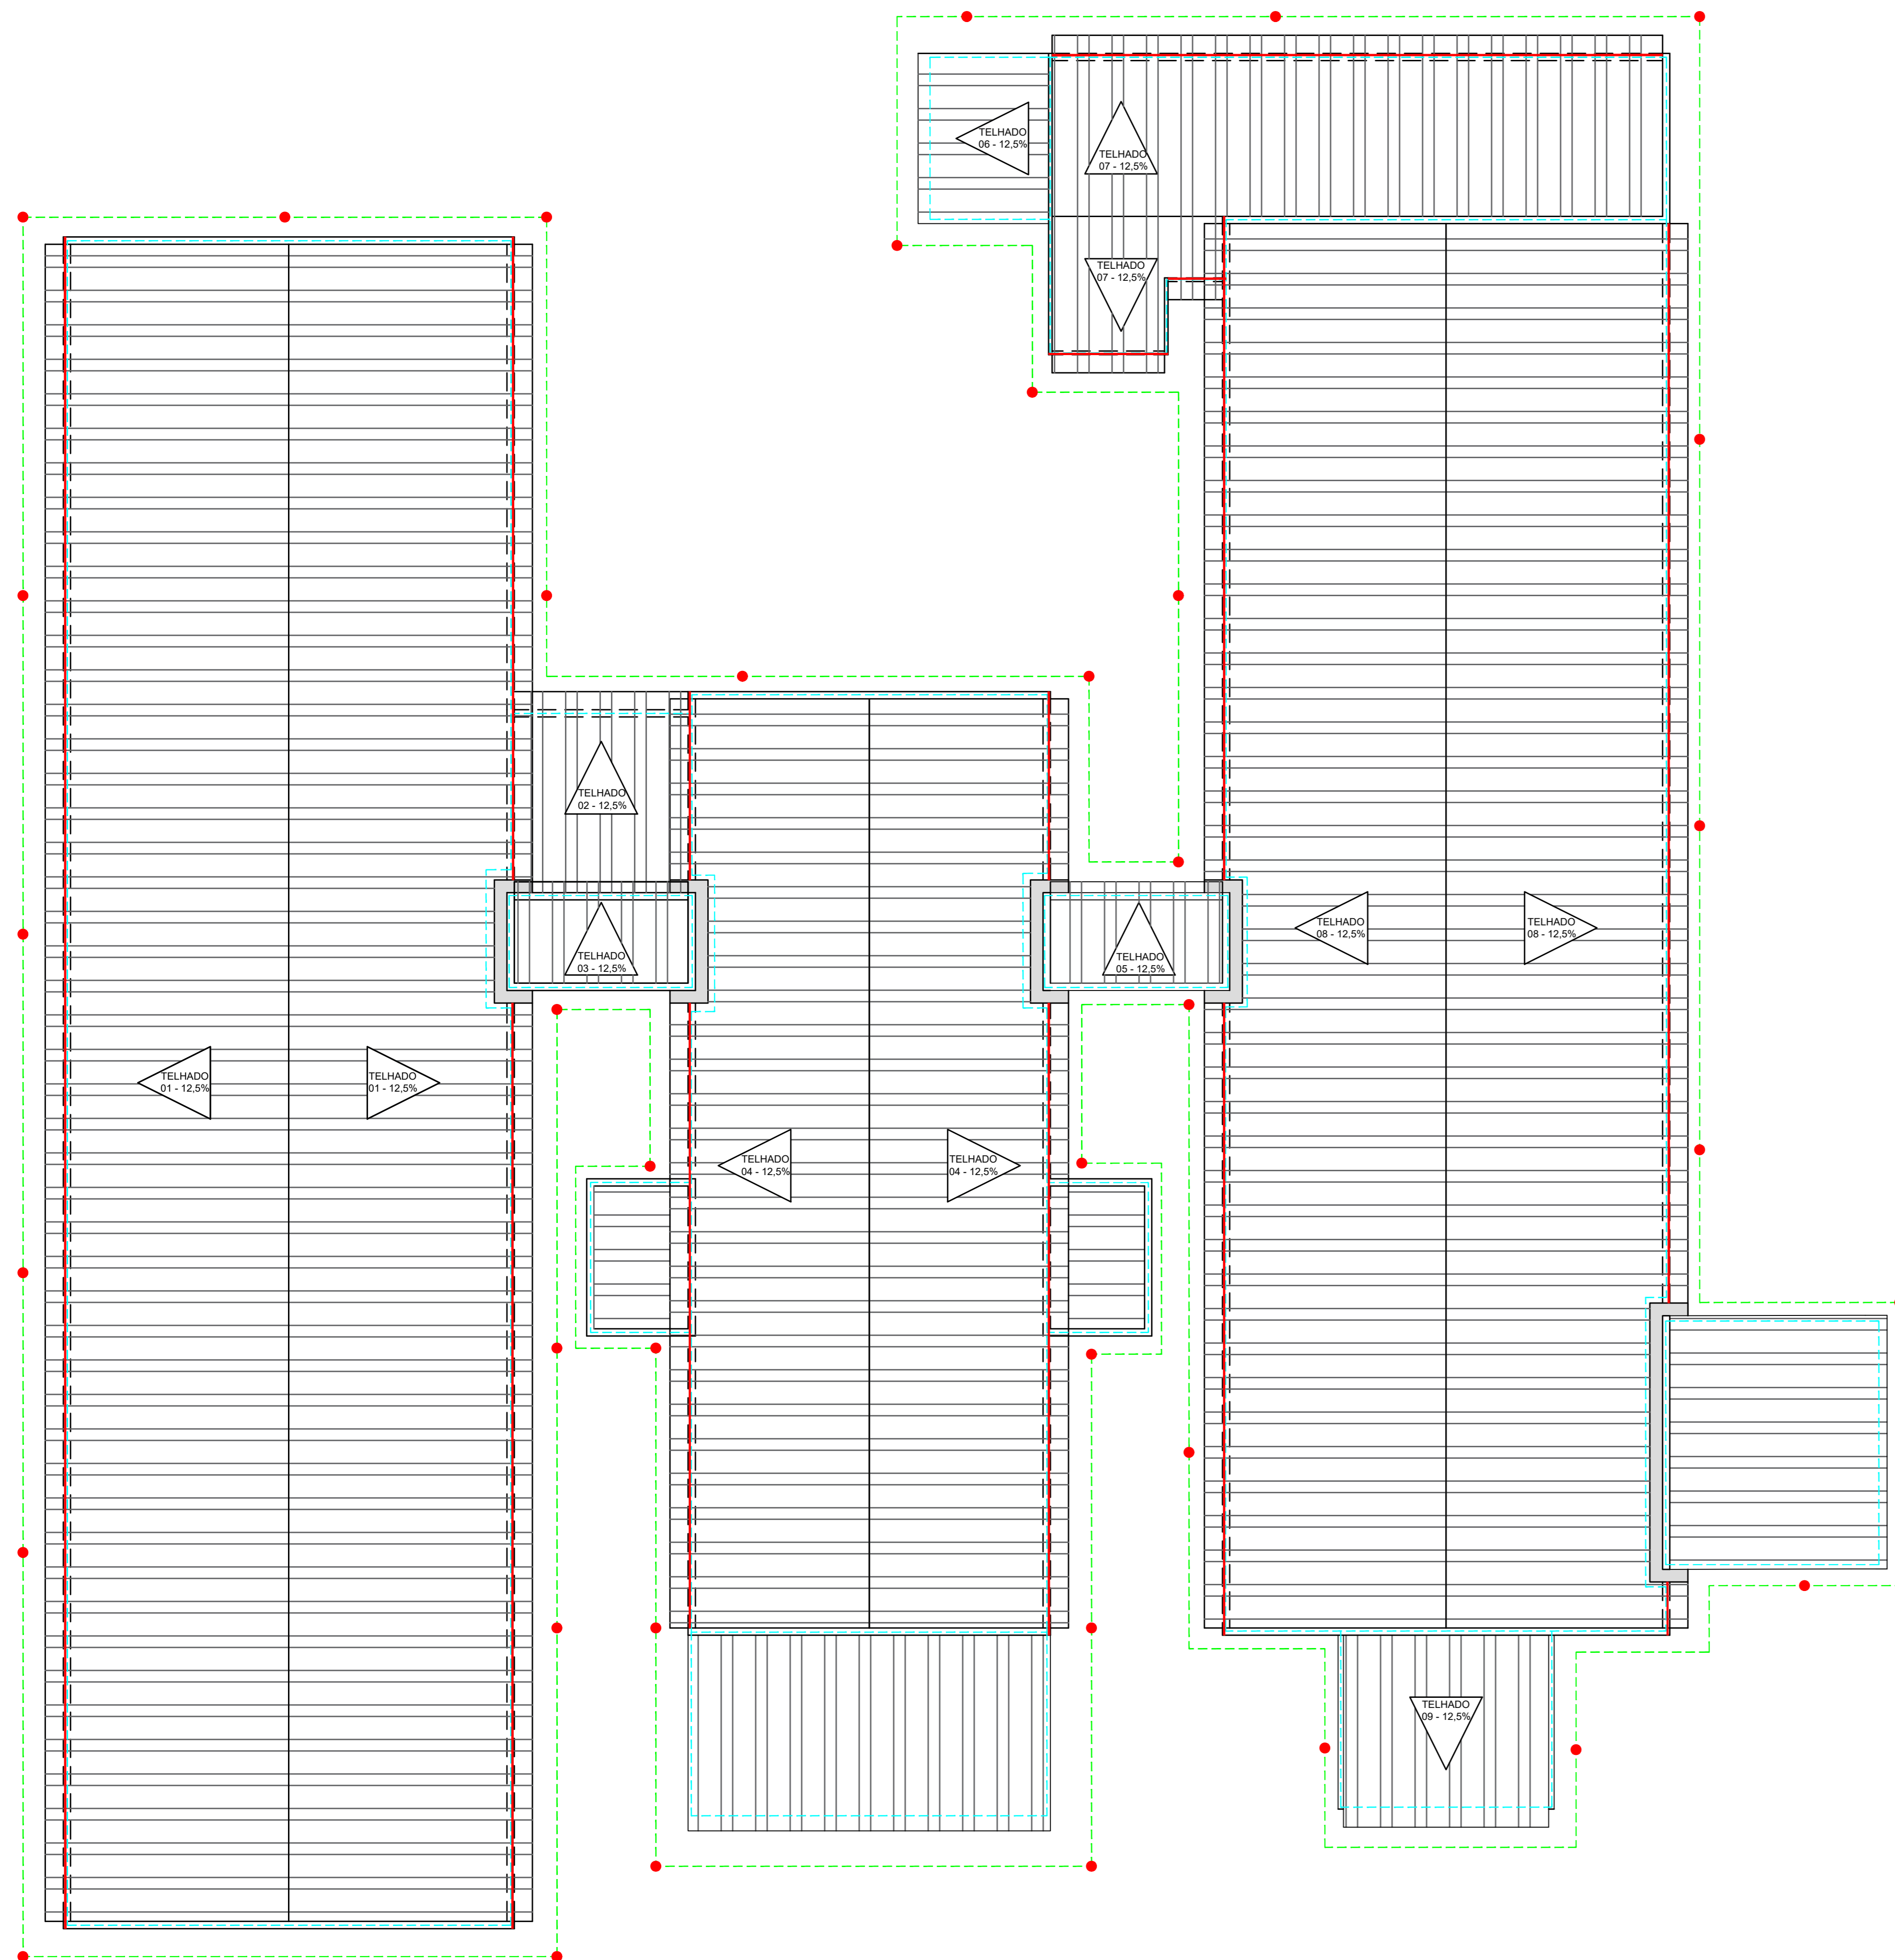 TELHADO
06 - 12,5%
TELHADO
07 - 12,5%
TELHADO
07 - 12,5%
TELHADO
02 - 12,5%
TELHADO
03 - 12,5%
TELHADO
05 - 12,5%
TELHADO
08 - 12,5%
TELHADO
08 - 12,5%
TELHADO
01 - 12,5%
TELHADO
01 - 12,5%
TELHADO
04 - 12,5%
TELHADO
04 - 12,5%
TELHADO
09 - 12,5%